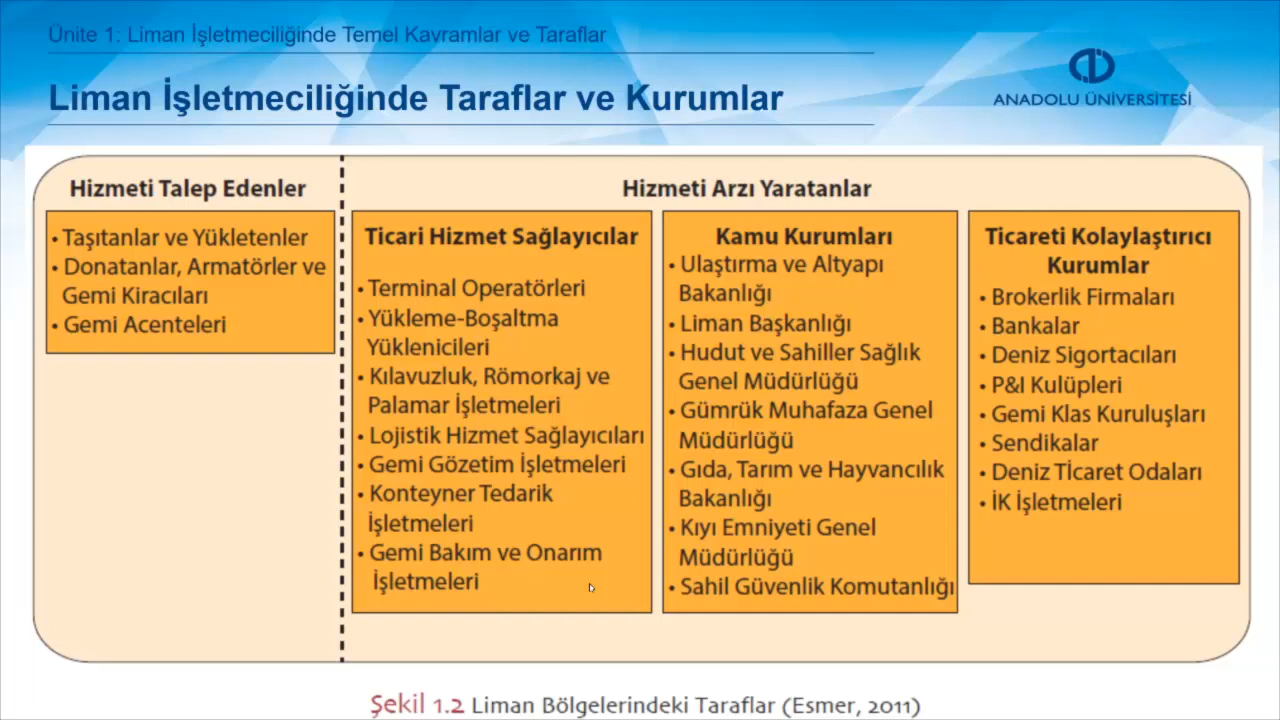 Ünite 1: Liman İşletmeciliğinde Temel Kavramlar ve Taraflar
Liman İşletmeciliğinde Taraflar ve Kurumlar
ANADOLU ÜNİVERSİTESİ
Hizmeti Talep Edenler
• Taşıtanlar ve Yükletenler
• Donatanlar, Armatörler ve
Gemi Kiracıları
• Gemi Acenteleri
Hizmeti Arzı Yaratanlar
Ticari Hizmet Sağlayıcılar
• Terminal Operatörleri
• Yükleme-Boşaltma
Yüklenicileri
• Kılavuzluk, Römorkaj ve
Palamar İşletmeleri
• Lojistik Hizmet Sağlayıcıları
• Gemi Gözetim İşletmeleri
• Konteyner Tedarik
İşletmeleri
• Gemi Bakım ve Onarım
İşletmeleri
Kamu Kurumları
• Ulaştırma ve Altyapı
Bakanlığı
• Liman Başkanlığı
• Hudut ve Sahiller Sağlık
Genel Müdürlüğü
• Gümrük Muhafaza Genel
Müdürlüğü
• Gıda, Tarım ve Hayvancılık
Bakanlığı
• Kıyı Emniyeti Genel
Müdürlüğü
• Sahil Güvenlik Komutanlığı
Ticareti Kolaylaştırıcı
Kurumlar
• Brokerlik Firmaları
• Bankalar
• Deniz Sigortacıları
• P&I Kulüpleri
• Gemi Klas Kuruluşları
• Sendikalar
• Deniz Tİcaret Odaları
• İK İşletmeleri
Şekil 1.2 Liman Bölgelerindeki Taraflar (Esmer, 2011)